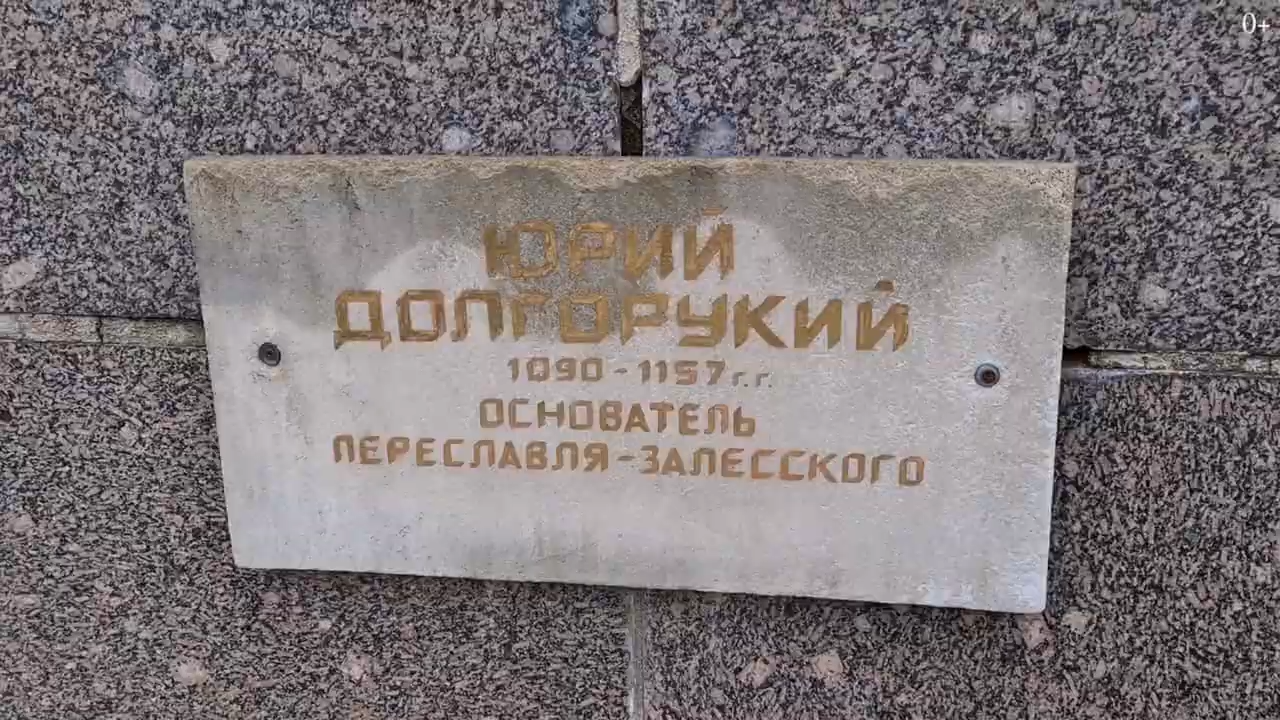 0+
ЮРИЙ
ДОЛГОРУКИЙ
1090-1157 г.г.
ОСНОВАТЕЛЬ
ПЕРЕСЛАВЛЯ-ЗАЛЕССКОГО